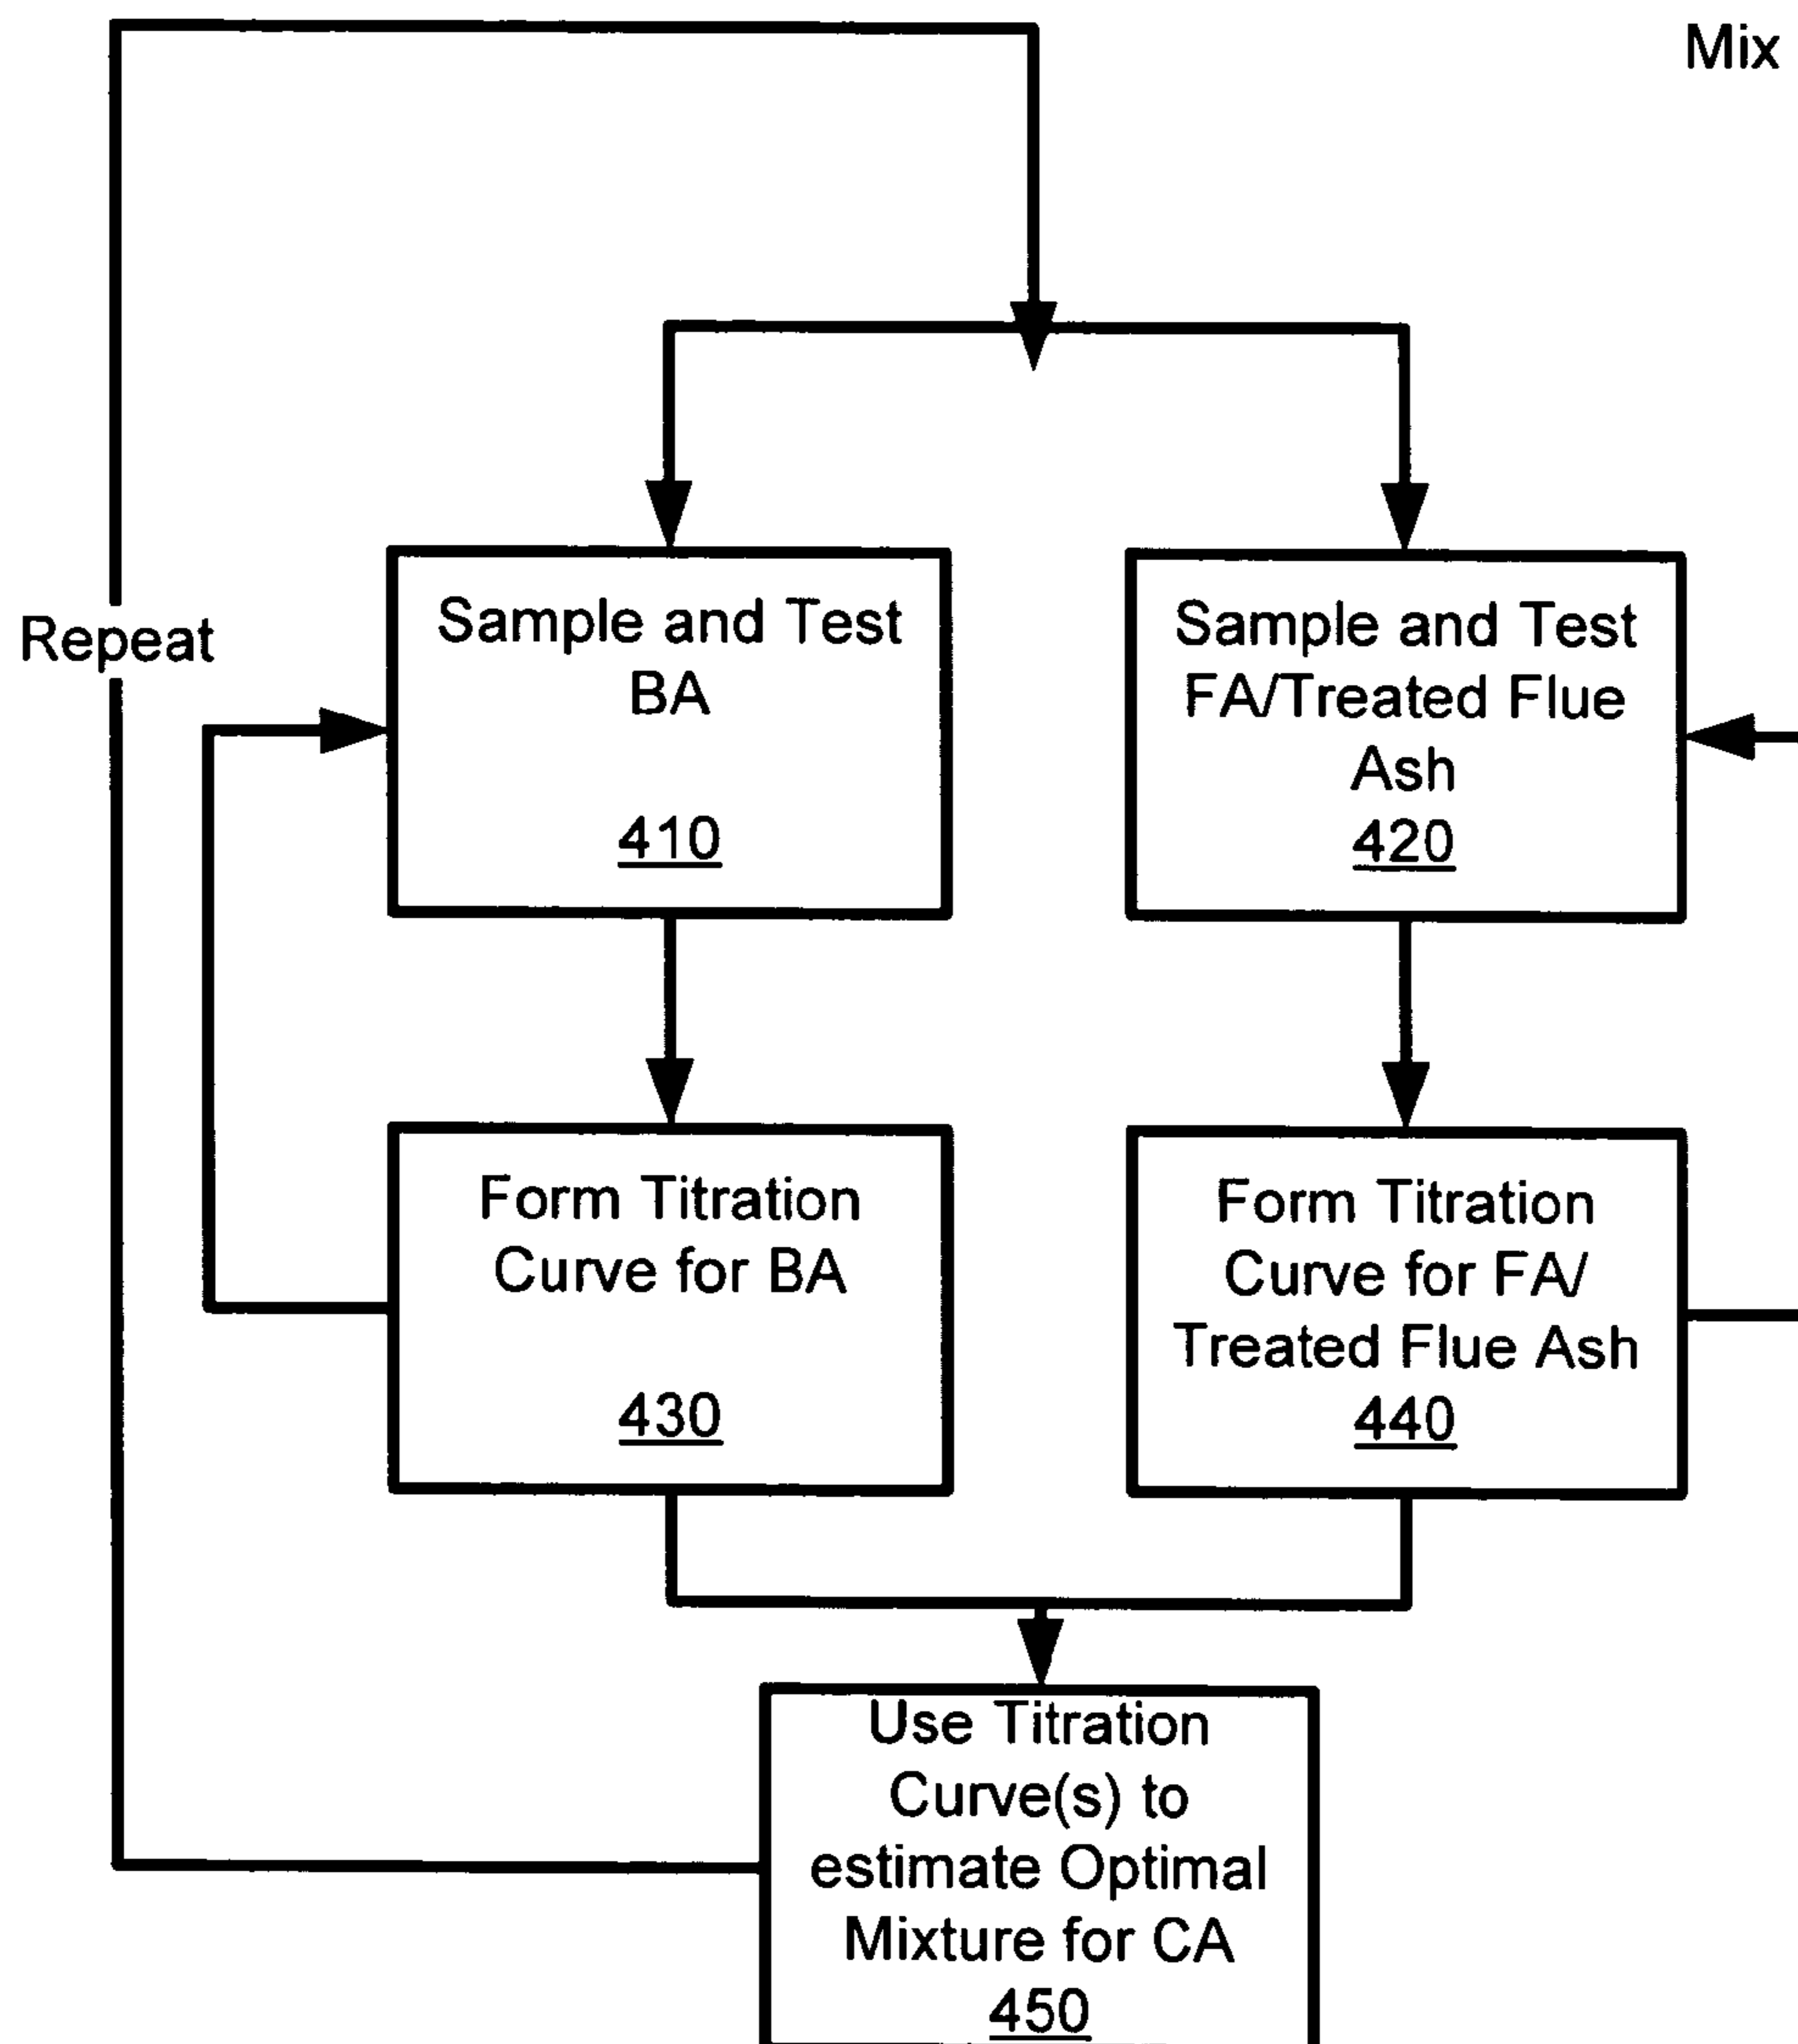 Mix
Repeat
Sample and Test
BA
410
Sample and Test
FA/Treated Flue
Ash
420
Form Titration
Curve for BA
430
Form Titration
Curve for FA/
Treated Flue Ash
440
Use Titration
Curve(s) to
estimate Optimal
Mixture for CA
450